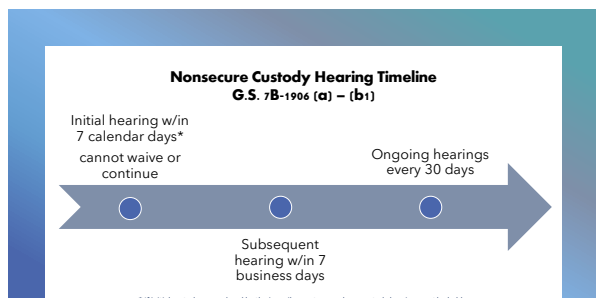 Nonsecure Custody Hearing Timeline
G.S. 7B-1906 (a) – (b1)
Initial hearing w/in
7 calendar days*
cannot waive or
continue
Ongoing hearings
every 30 days
Subsequent
hearing w/in 7
business days